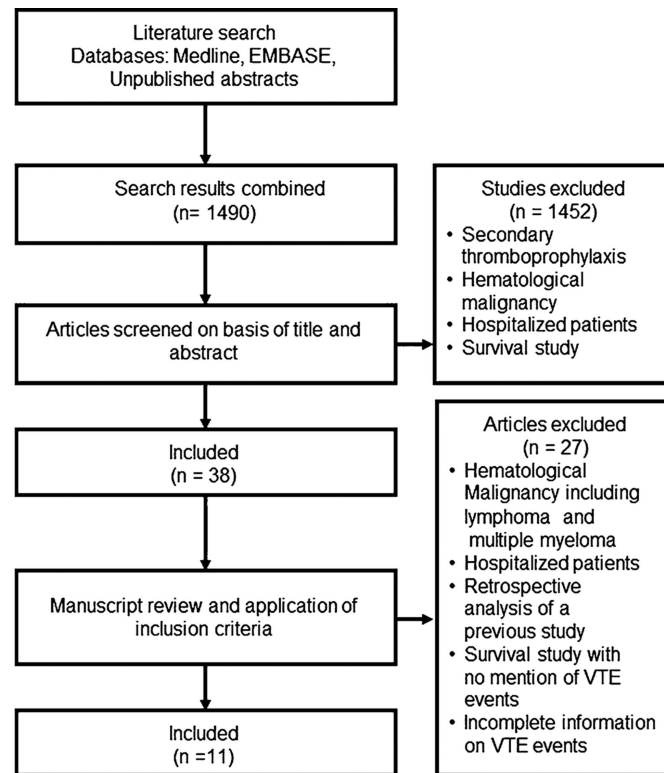 Literature search
Databases: Medline, EMBASE,
Unpublished abstracts
Search results combined
(n= 1490)
Studies excluded
(n = 1452)
• Secondary
thromboprophylaxis
• Hematological
malignancy
• Hospitalized patients
• Survival study
Articles screened on basis of title and
abstract
Included
(n = 38)
Articles excluded
(n = 27)
• Hematological
Malignancy including
lymphoma and
multiple myeloma
• Hospitalized patients
• Retrospective
analysis of a
previous study
• Survival study with
no mention of VTE
events
• Incomplete information
on VTE events
Manuscript review and application of
inclusion criteria
Included
(n =11)